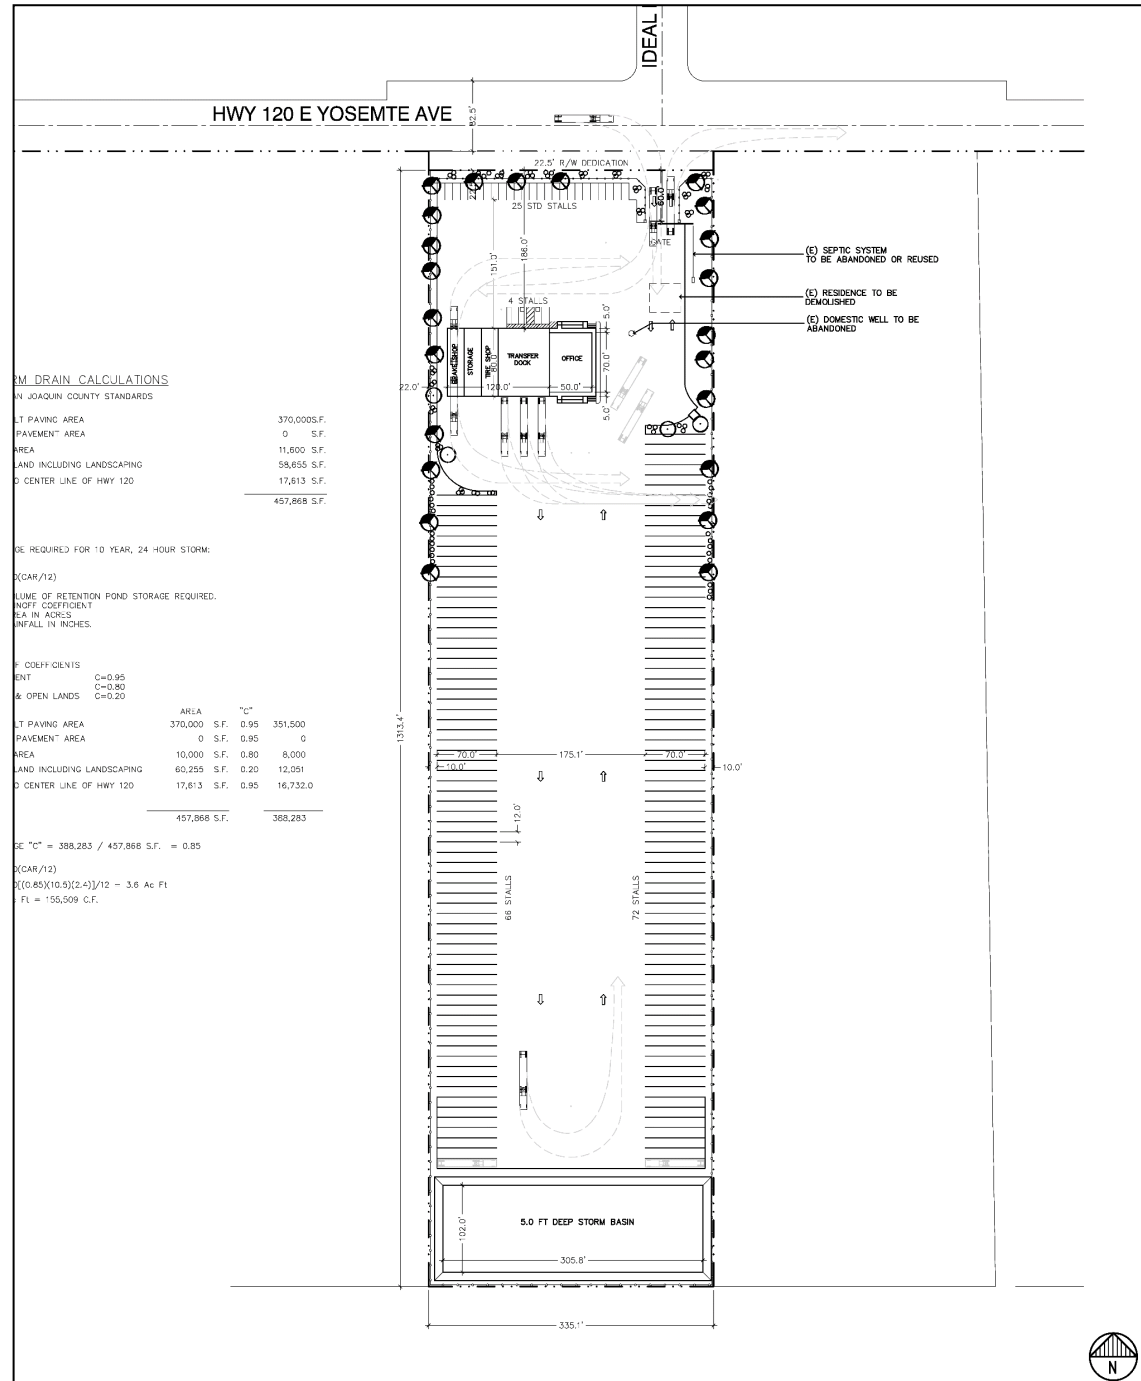 IDEAL
HWY 120 E YOSEMTE AVE
82.5'
22.5' R/W DEDICATION
60.0'
25 STD STALLS
GATE
186.0'
151.0'
(E) SEPTIC SYSTEM
TO BE ABANDONED OR REUSED
(E) RESIDENCE TO BE
DEMOLISHED
(E) DOMESTIC WELL TO BE
ABANDONED
4 STALLS
5.0'
STORAGE
TIRE SHOP
80.0'
TRANSFER
DOCK
OFFICE
70.0'
22.0'
120.0'
50.0'
5.0'
RM DRAIN CALCULATIONS
AN JOAQUIN COUNTY STANDARDS
LT PAVING AREA 370,000S.F.
PAVEMENT AREA 0 S.F.
AREA 11,600 S.F.
LAND INCLUDING LANDSCAPING 58,655 S.F.
O CENTER LINE OF HWY 120 17,613 S.F.
457,868 S.F.
GE REQUIRED FOR 10 YEAR, 24 HOUR STORM:
(CAR/12)
LUME OF RETENTION POND STORAGE REQUIRED.
NOFF COEFFICIENT
EA IN ACRES
AINFALL IN INCHES.
F COEFFICIENTS
ENT C=0.95
C=0.80
& OPEN LANDS C=0.20
AREA "C"
LT PAVING AREA 370,000 S.F. 0.95 351,500
PAVEMENT AREA 0 S.F. 0.95 0
AREA 10,000 S.F. 0.80 8,000
LAND INCLUDING LANDSCAPING 60,255 S.F. 0.20 12,051
O CENTER LINE OF HWY 120 17,613 S.F. 0.95 16,732.0
457,868 S.F. 388,283
GE "C" = 388,283 / 457,868 S.F. = 0.85
(CAR/12)
[(0.85)(10.5)(2.4)]/12 = 3.6 Ac Ft
Ft = 155,509 C.F.
1313.4'
70.0'
175.1'
70.0'
10.0'
10.0'
12.0'
66 STALLS
72 STALLS
5.0 FT DEEP STORM BASIN
102.0'
305.8'
335.1'
N